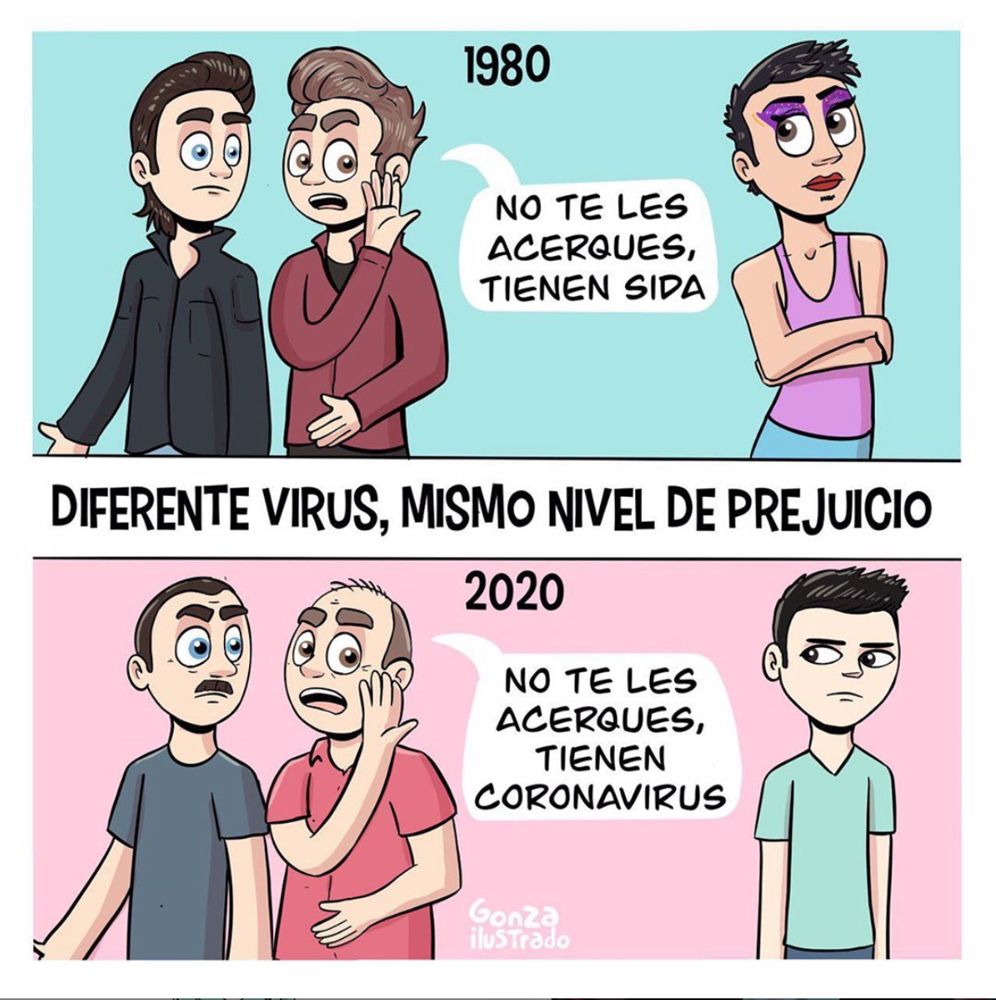 1980
NO TE LES
ACERQUES,
TIENEN SIDA
DIFERENTE VIRUS, MISMO NIVEL DE PREJUICIO
2020
NO TE LES
ACERQUES,
TIENEN
CORONAVIRUS
Gonza
ilustrado